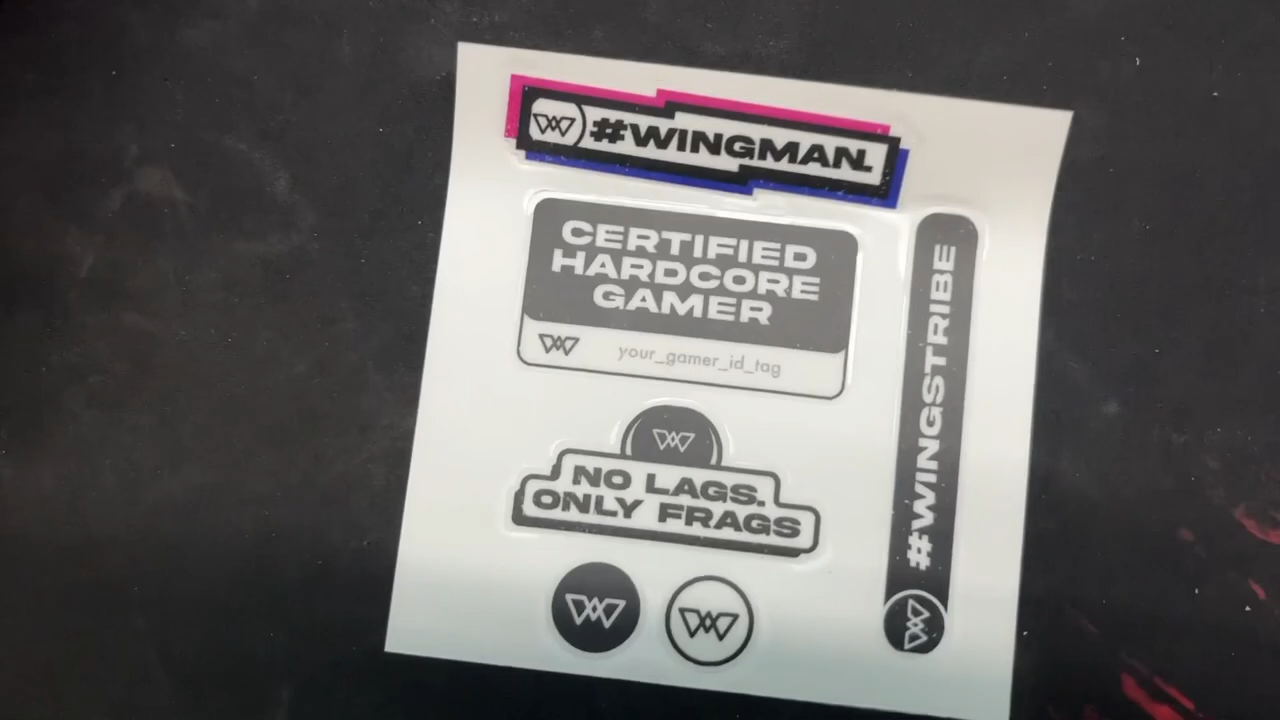 #WINGMAN.
CERTIFIED
HARDCORE
GAMER
your_gamer_id_tag
NO LAGS.
ONLY FRAGS
#WINGSTRIBE